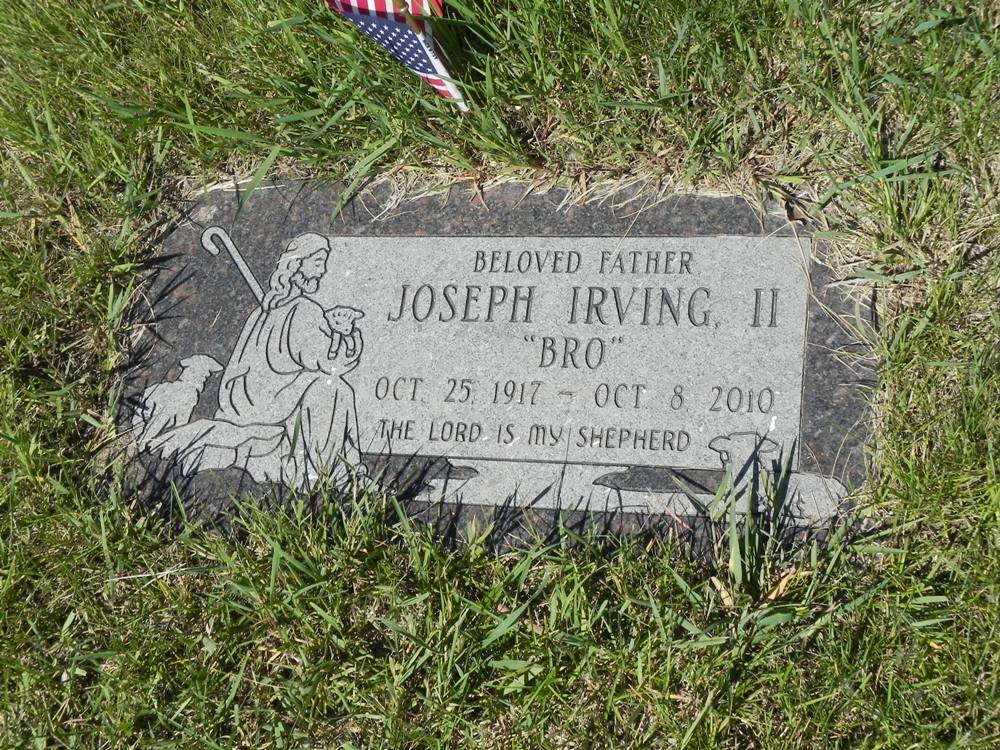 BELOVED FATHER
JOSEPH IRVING, II
"BRO"
OCT. 25, 1917 - OCT. 8, 2010
THE LORD IS MY SHEPHERD